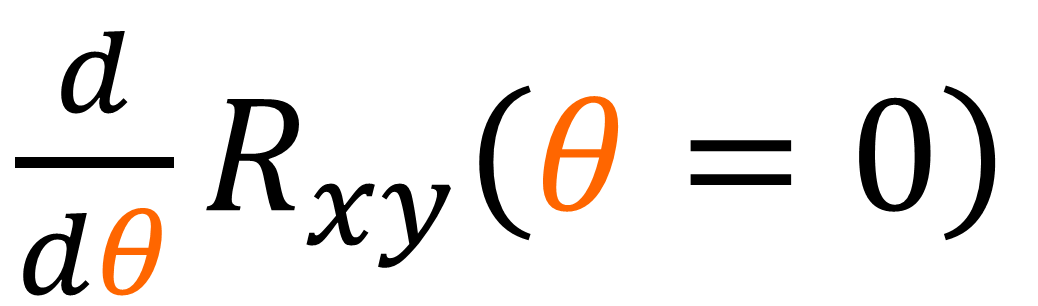 d/dθ R_xy(θ = 0)